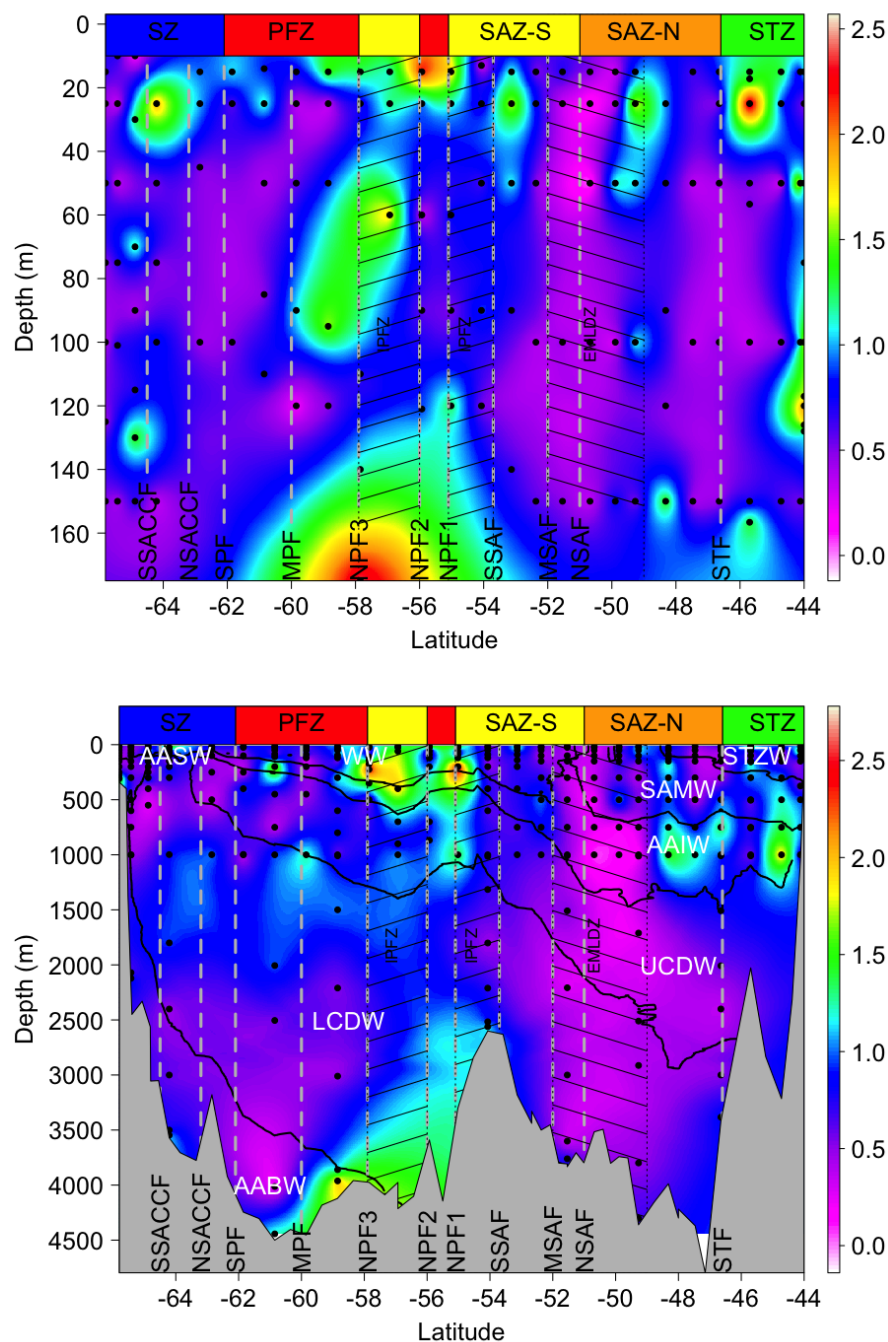 SZ PFZ SAZ-S SAZ-N STZ
0
20
40
60
80
100
120
140
160
Depth (m)
IPFZ IPFZ EMLDZ
SSACCF NSACCF SPF MPF NPF3 NPF2 NPF1 SSAF MSAF NSAF STF
-64 -62 -60 -58 -56 -54 -52 -50 -48 -46 -44
Latitude
2.5
2.0
1.5
1.0
0.5
0.0
SZ PFZ SAZ-S SAZ-N STZ
AASW WW STZW
SAMW
AAIW
UCDW
LCDW
AABW
0
500
1000
1500
2000
2500
3000
3500
4000
4500
Depth (m)
IPFZ IPFZ EMLDZ
SSACCF NSACCF SPF MPF NPF3 NPF2 NPF1 SSAF MSAF NSAF STF
-64 -62 -60 -58 -56 -54 -52 -50 -48 -46 -44
Latitude
2.5
2.0
1.5
1.0
0.5
0.0